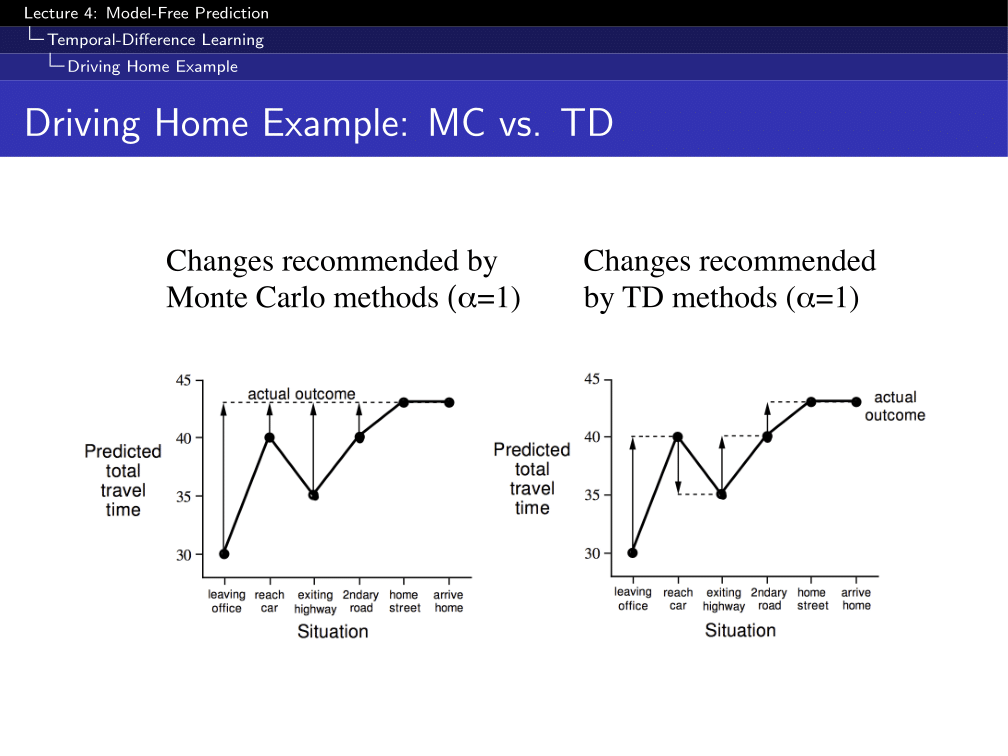 Lecture 4: Model-Free Prediction
Temporal-Difference Learning
Driving Home Example
Driving Home Example: MC vs. TD
Changes recommended by
Monte Carlo methods (α=1)
Changes recommended
by TD methods (α=1)
45
40
35
30
actual outcome
Predicted
total
travel
time
leaving
office
reach
car
exiting
highway
2ndary
road
home
street
arrive
home
Situation
45
40
35
30
actual
outcome
Predicted
total
travel
time
leaving
office
reach
car
exiting
highway
2ndary
road
home
street
arrive
home
Situation